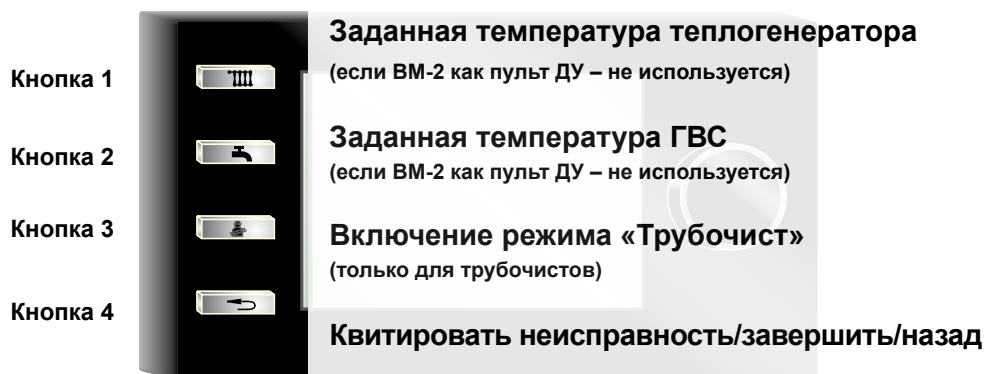 Заданная температура теплогенератора
Кнопка 1 (если ВМ-2 как пульт ДУ – не используется)
Заданная температура ГВС
Кнопка 2 (если ВМ-2 как пульт ДУ – не используется)
Кнопка 3 Включение режима «Трубочист»
(только для трубочистов)
Кнопка 4
Квитировать неисправность/завершить/назад